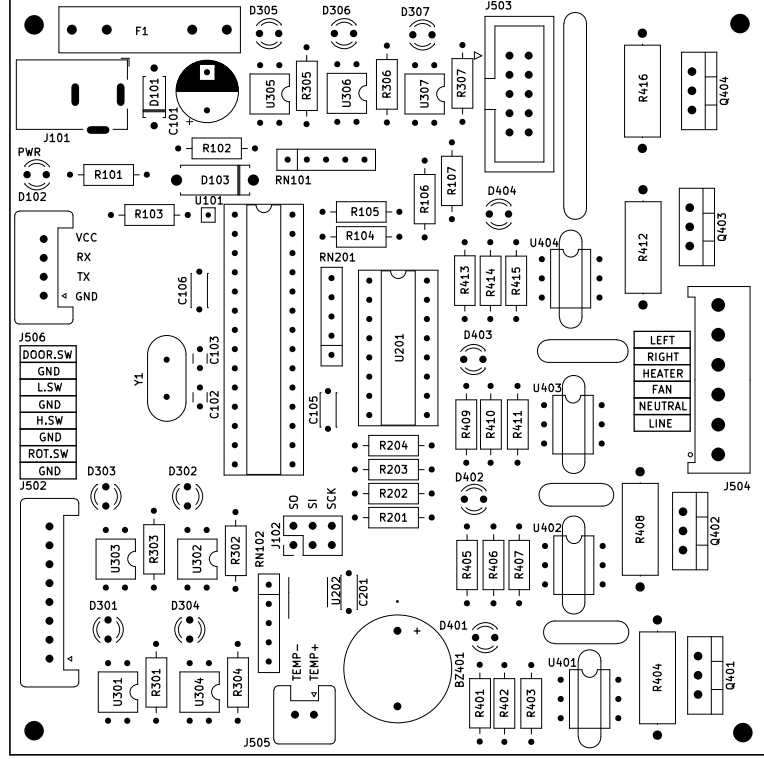 D305
D306
D307
J503
F1
D101
C101
J101
U305
R305
U306
R306
U307
R307
R416
Q404
PWR
D102
R101
R102
D103
RN101
U101
R103
R105
R104
R106
R107
D404
U404
R412
Q403
VCC
RX
TX
GND
J506
C106
RN201
R413
R414
R415
DOOR.SW
GND
L.SW
GND
H.SW
GND
ROT.SW
GND
J502
Y1
C103
C102
C105
U201
D403
U403
R409
R410
R411
LEFT
RIGHT
HEATER
FAN
NEUTRAL
LINE
J504
R204
R203
R202
R201
D303
D302
U303
R303
U302
R302
SO
SI
SCK
J102
RN102
D402
U402
R405
R406
R407
R408
Q402
U202
C201
D301
D304
U301
R301
U304
R304
TEMP-
TEMP+
J505
+
BZ401
D401
U401
R401
R402
R403
R404
Q401